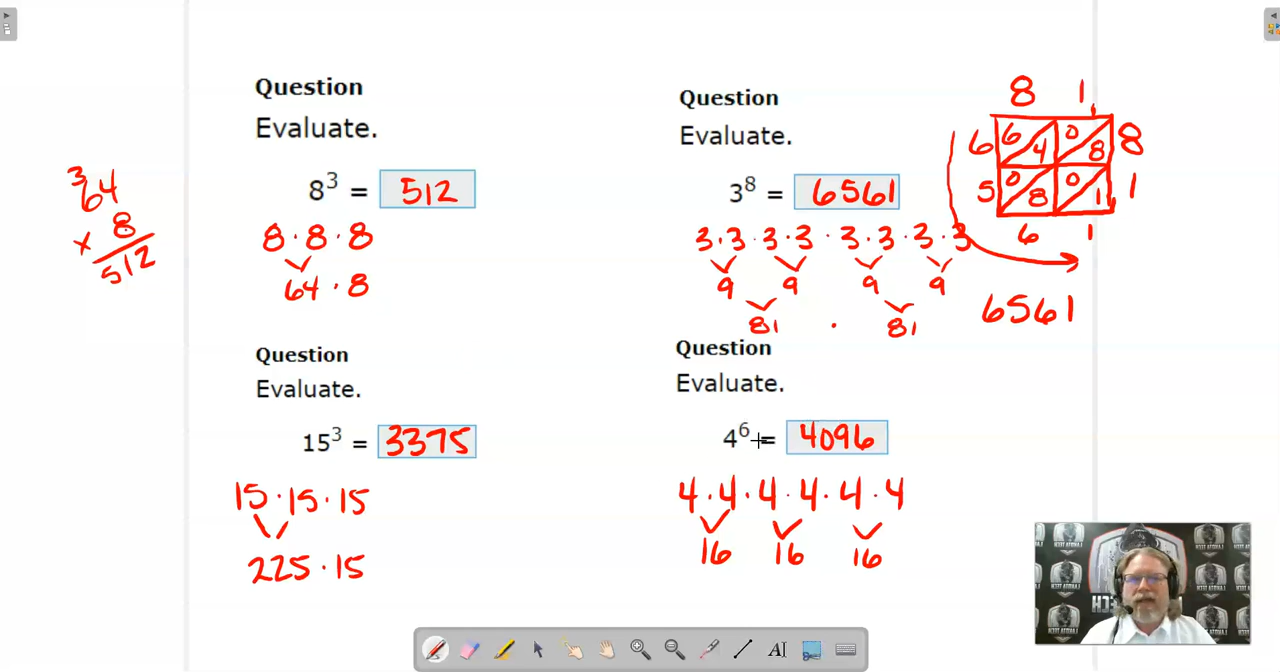 Question
Evaluate.
8³ = 512
8 · 8 · 8
64 · 8
3
64
x 8
512
Question
Evaluate.
3⁸ = 6561
3 · 3 · 3 · 3 · 3 · 3 · 3 · 3
9 9 9 9
81 · 81
8 1
6 6 4 0 8 8
5 0 8 0 1 1
6 1
6561
Question
Evaluate.
15³ = 3375
15 · 15 · 15
225 · 15
Question
Evaluate.
4⁶ = 4096
4 · 4 · 4 · 4 · 4 · 4
16 16 16
AI